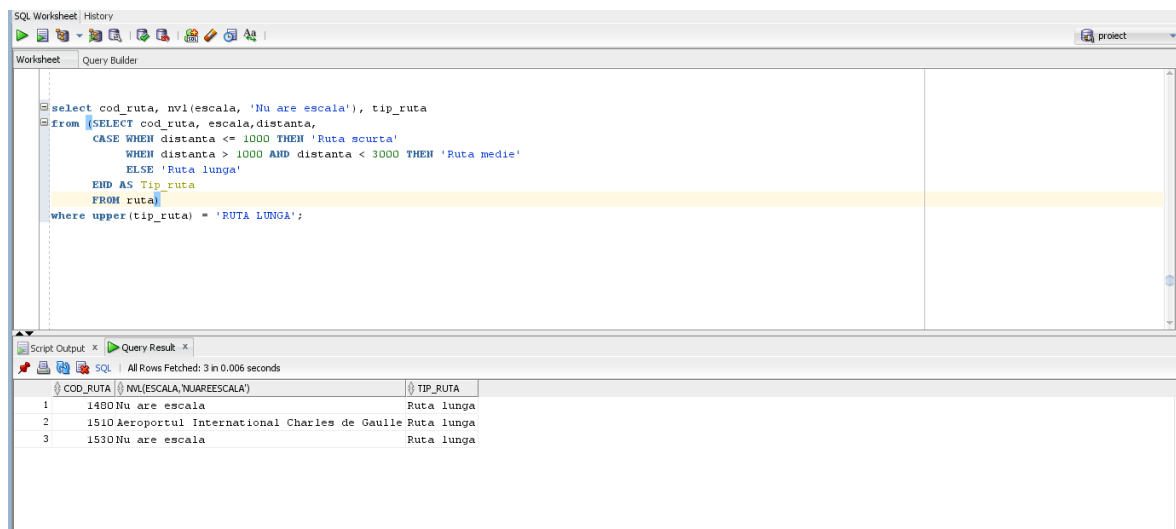 SQL Worksheet History
proiect
Worksheet Query Builder
select cod_ruta, nvl(escala, 'Nu are escala'), tip_ruta
from (SELECT cod_ruta, escala,distanta,
CASE WHEN distanta <= 1000 THEN 'Ruta scurta'
WHEN distanta > 1000 AND distanta < 3000 THEN 'Ruta medie'
ELSE 'Ruta lunga'
END AS Tip_ruta
FROM ruta)
where upper(tip_ruta) = 'RUTA LUNGA';
Script Output x Query Result x
SQL | All Rows Fetched: 3 in 0.006 seconds
COD_RUTA NVL(ESCALA,'NUAREESCALA') TIP_RUTA
1 1480 Nu are escala Ruta lunga
2 1510 Aeroportul International Charles de Gaulle Ruta lunga
3 1530 Nu are escala Ruta lunga